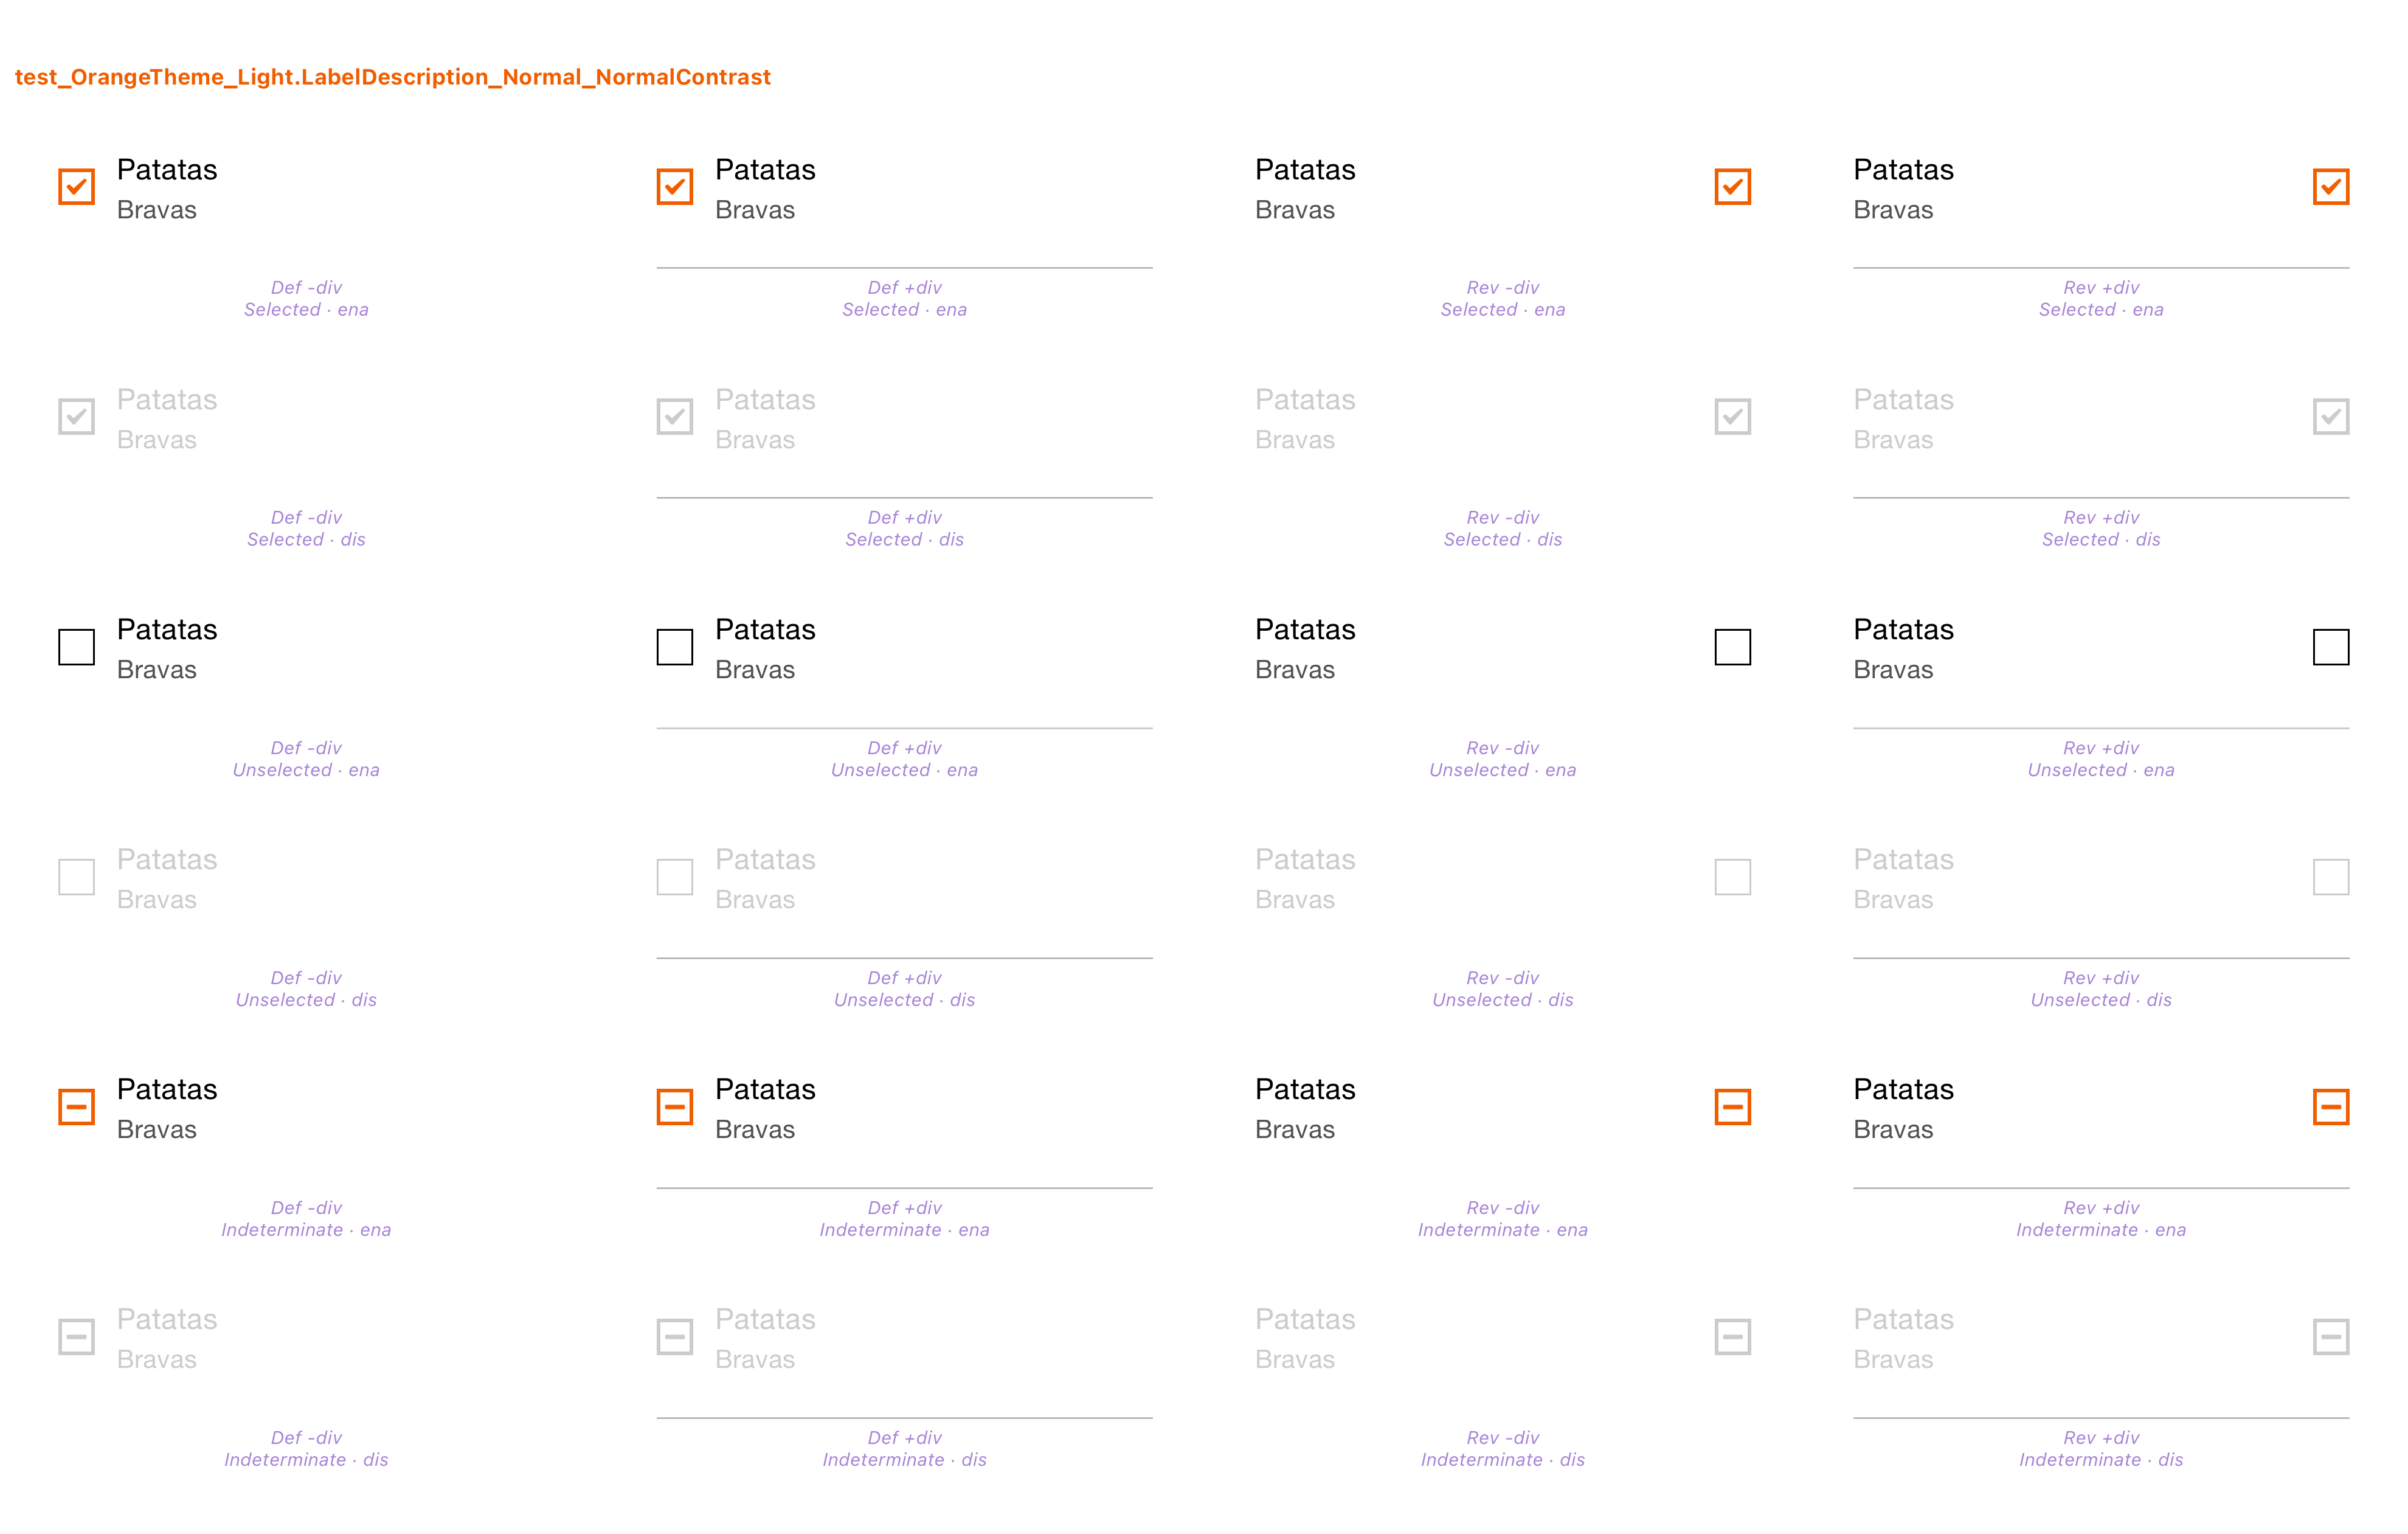 test_OrangeTheme_Light.LabelDescription_Normal_NormalContrast
Patatas
Bravas
Def -div
Selected · ena
Patatas
Bravas
Def +div
Selected · ena
Patatas
Bravas
Rev -div
Selected · ena
Patatas
Bravas
Rev +div
Selected · ena
Patatas
Bravas
Def -div
Selected · dis
Patatas
Bravas
Def +div
Selected · dis
Patatas
Bravas
Rev -div
Selected · dis
Patatas
Bravas
Rev +div
Selected · dis
Patatas
Bravas
Def -div
Unselected · ena
Patatas
Bravas
Def +div
Unselected · ena
Patatas
Bravas
Rev -div
Unselected · ena
Patatas
Bravas
Rev +div
Unselected · ena
Patatas
Bravas
Def -div
Unselected · dis
Patatas
Bravas
Def +div
Unselected · dis
Patatas
Bravas
Rev -div
Unselected · dis
Patatas
Bravas
Rev +div
Unselected · dis
Patatas
Bravas
Def -div
Indeterminate · ena
Patatas
Bravas
Def +div
Indeterminate · ena
Patatas
Bravas
Rev -div
Indeterminate · ena
Patatas
Bravas
Rev +div
Indeterminate · ena
Patatas
Bravas
Def -div
Indeterminate · dis
Patatas
Bravas
Def +div
Indeterminate · dis
Patatas
Bravas
Rev -div
Indeterminate · dis
Patatas
Bravas
Rev +div
Indeterminate · dis